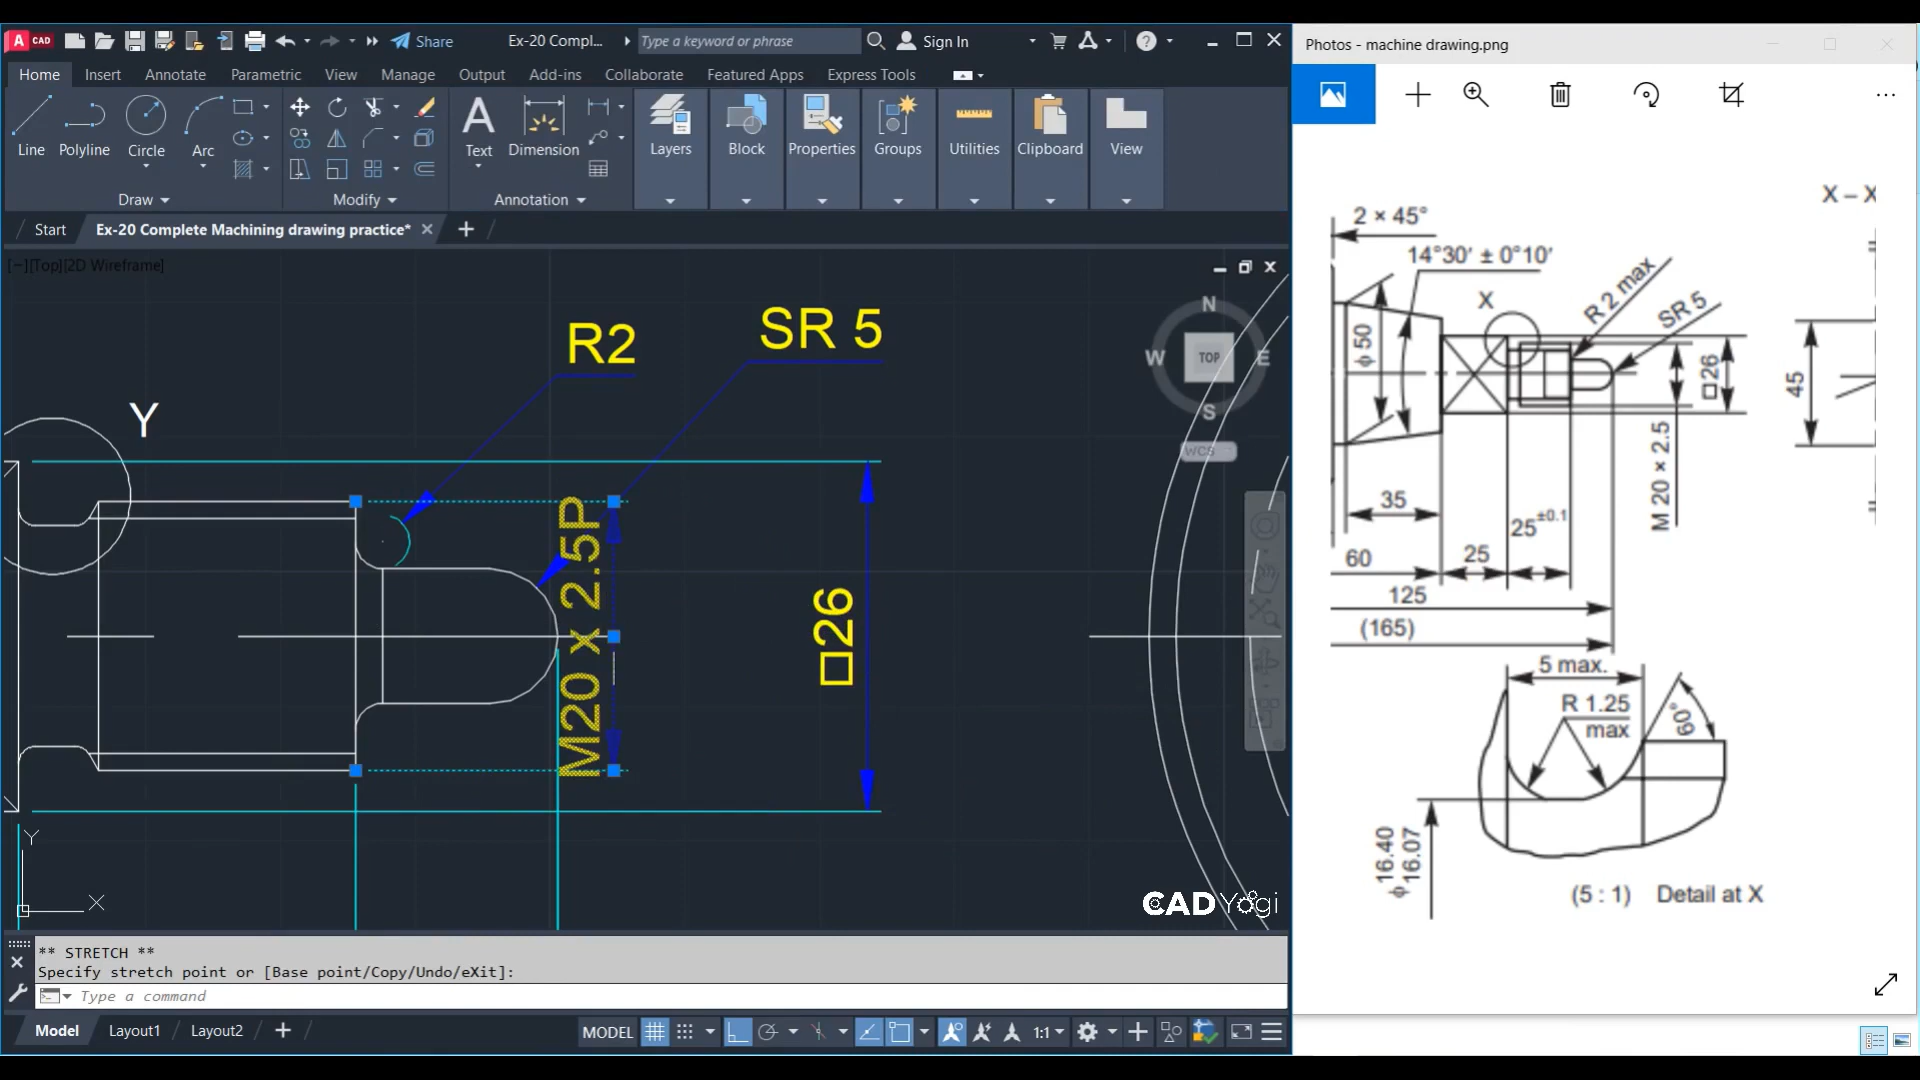 A CAD
Share
Ex-20 Compl...
Type a keyword or phrase
Sign In
Home
Insert
Annotate
Parametric
View
Manage
Output
Add-ins
Collaborate
Featured Apps
Express Tools
Line
Polyline
Circle
Arc
Draw
Modify
A
Text
Dimension
Annotation
Layers
Block
Properties
Groups
Utilities
Clipboard
View
Start
Ex-20 Complete Machining drawing practice*
[−][Top][2D Wireframe]
R2
SR 5
Y
M20 x 2.5P
□26
N
W
TOP
E
S
WCS
Y
X
CADYogi
** STRETCH **
Specify stretch point or [Base point/Copy/Undo/eXit]:
Type a command
Model
Layout1
Layout2
MODEL
1:1
Photos - machine drawing.png
X – X
2 × 45°
14°30′ ± 0°10′
X
R 2 max
SR 5
ϕ 50
□26
45
M 20 × 2.5
35
25±0.1
60
25
125
(165)
5 max.
R 1.25
max
60°
ϕ 16.40
16.07
(5 : 1) Detail at X